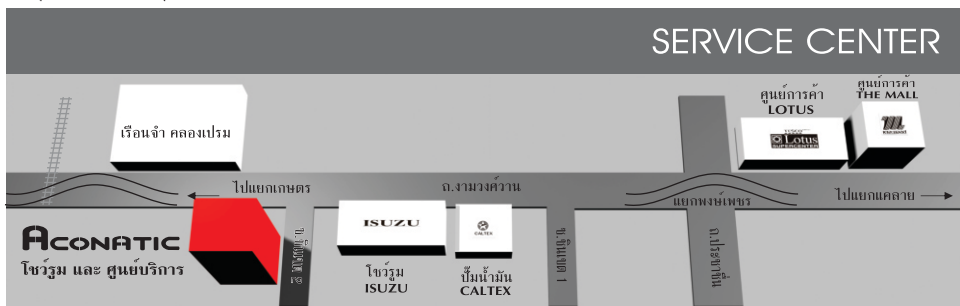 SERVICE CENTER
ศูนย์การค้า
THE MALL
ศูนย์การค้า
LOTUS
เรือนจำ คลองเปรม
Lotus
SUPERCENTER
ไปแยกเกษตร
ถ.งามวงศ์วาน
แยกพงษ์เพชร
ไปแยกแคลาย
ISUZU
CALTEX
ACONATIC
โชว์รูม และ ศูนย์บริการ
โชว์รูม
ISUZU
ปั๊มน้ำมัน
CALTEX
ซ.ชินเขต 1
ถ.ประชาชื่น